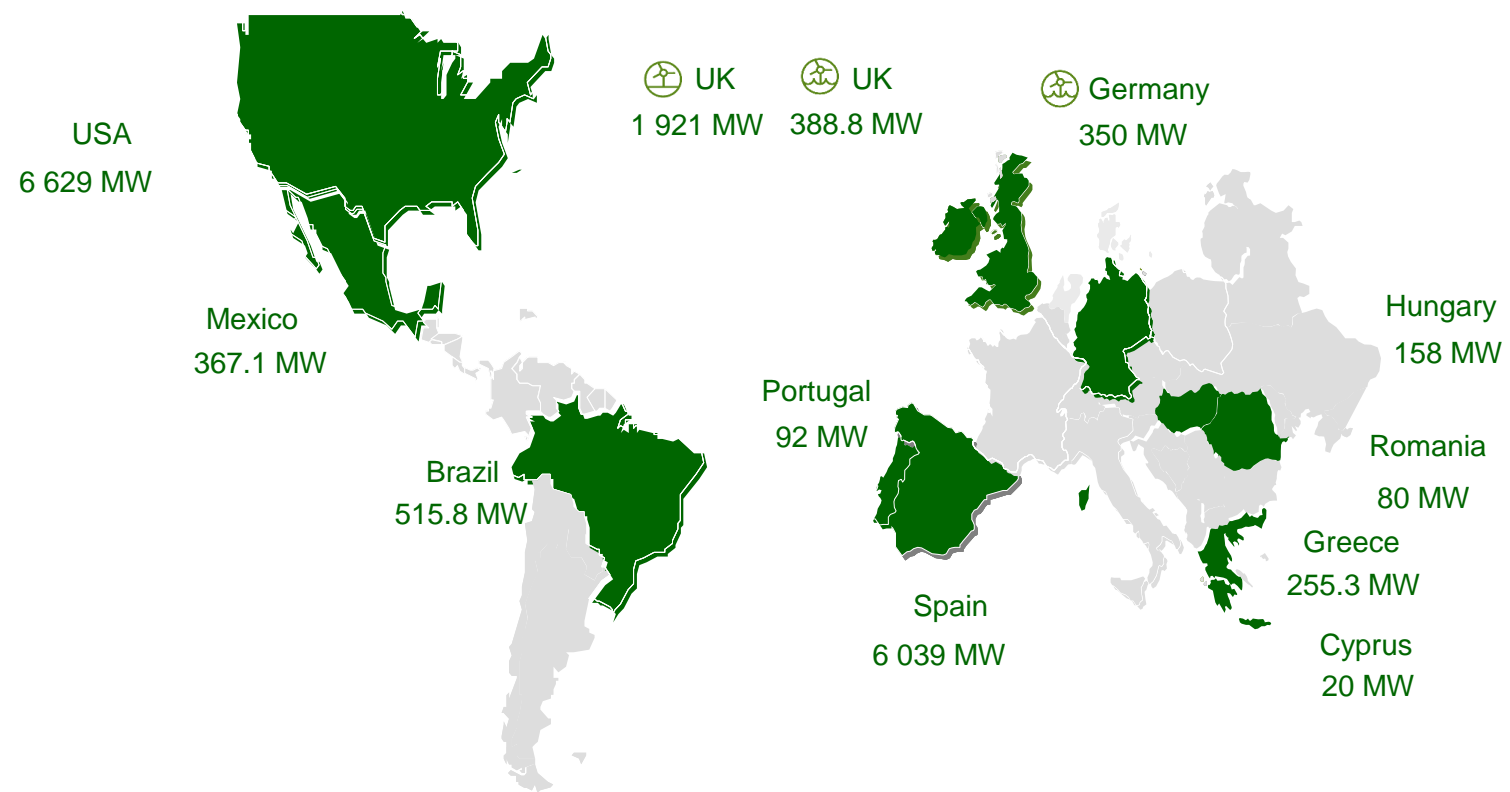 USA
6 629 MW
Mexico
367.1 MW
Brazil
515.8 MW
UK
1 921 MW
UK
388.8 MW
Germany
350 MW
Portugal
92 MW
Spain
6 039 MW
Hungary
158 MW
Romania
80 MW
Greece
255.3 MW
Cyprus
20 MW